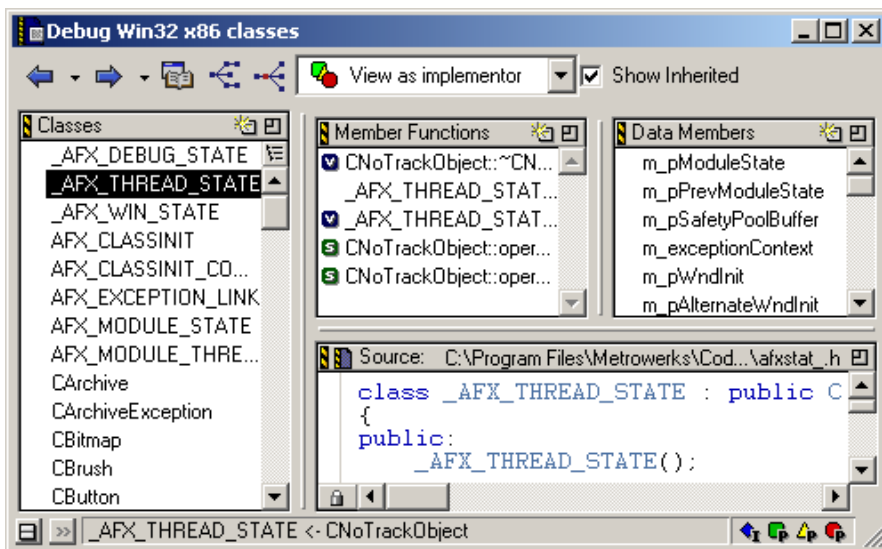 Debug Win32 x86 classes
View as implementor
Show Inherited
Classes
_AFX_DEBUG_STATE
_AFX_THREAD_STATE
_AFX_WIN_STATE
AFX_CLASSINIT
AFX_CLASSINIT_CO...
AFX_EXCEPTION_LINK
AFX_MODULE_STATE
AFX_MODULE_THRE...
CArchive
CArchiveException
CBitmap
CBrush
CButton
Member Functions
V CNoTrackObject::~CN...
_AFX_THREAD_STAT...
V _AFX_THREAD_STAT...
S CNoTrackObject::oper...
S CNoTrackObject::oper...
Data Members
m_pModuleState
m_pPrevModuleState
m_pSafetyPoolBuffer
m_exceptionContext
m_pWndInit
m_pAlternateWndInit
Source: C:\Program Files\Metrowerks\Cod...\afxstat_.h
class _AFX_THREAD_STATE : public C
{
public:
_AFX_THREAD_STATE();
_AFX_THREAD_STATE <- CNoTrackObject
I P P P